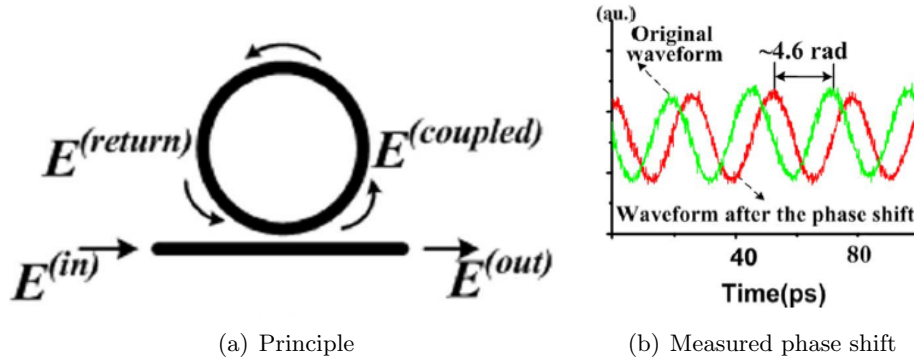 E(return)
E(coupled)
E(in)
E(out)
(a) Principle
(au.)
Original
waveform
~4.6 rad
Waveform after the phase shift
40
80
Time(ps)
(b) Measured phase shift